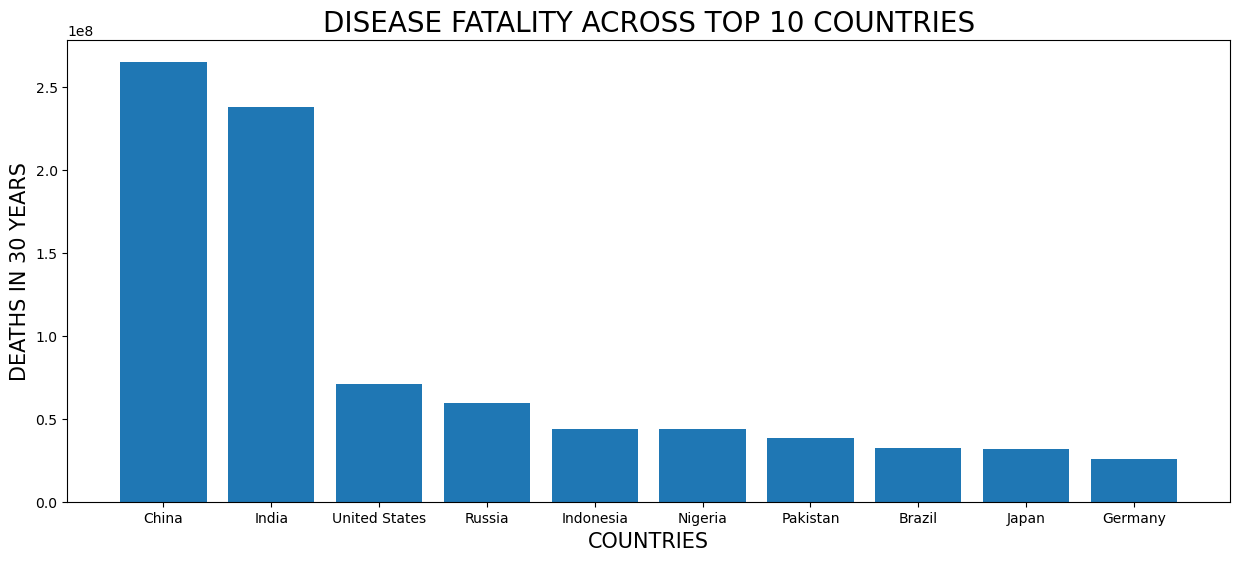 DISEASE FATALITY ACROSS TOP 10 COUNTRIES
1e8
DEATHS IN 30 YEARS
2.5
2.0
1.5
1.0
0.5
0.0
China India United States Russia Indonesia Nigeria Pakistan Brazil Japan Germany
COUNTRIES